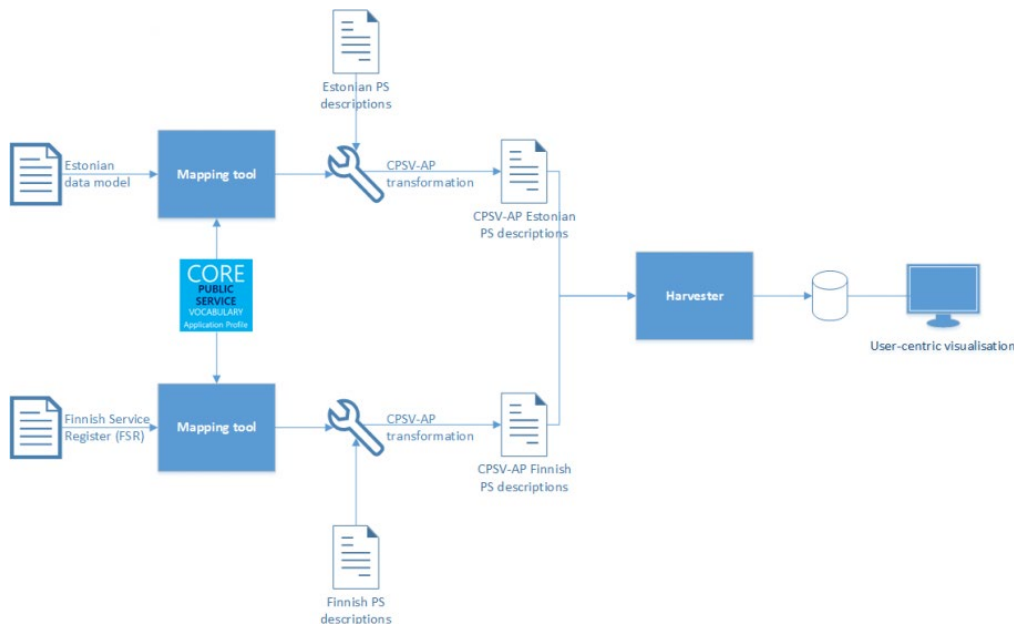 Estonian PS
descriptions
Estonian
data model
Mapping tool
CPSV-AP
transformation
CPSV-AP Estonian
PS descriptions
CORE
PUBLIC
SERVICE
VOCABULARY
Application Profile
Harvester
User-centric visualisation
Finnish Service
Register (FSR)
Mapping tool
CPSV-AP
transformation
CPSV-AP Finnish
PS descriptions
Finnish PS
descriptions